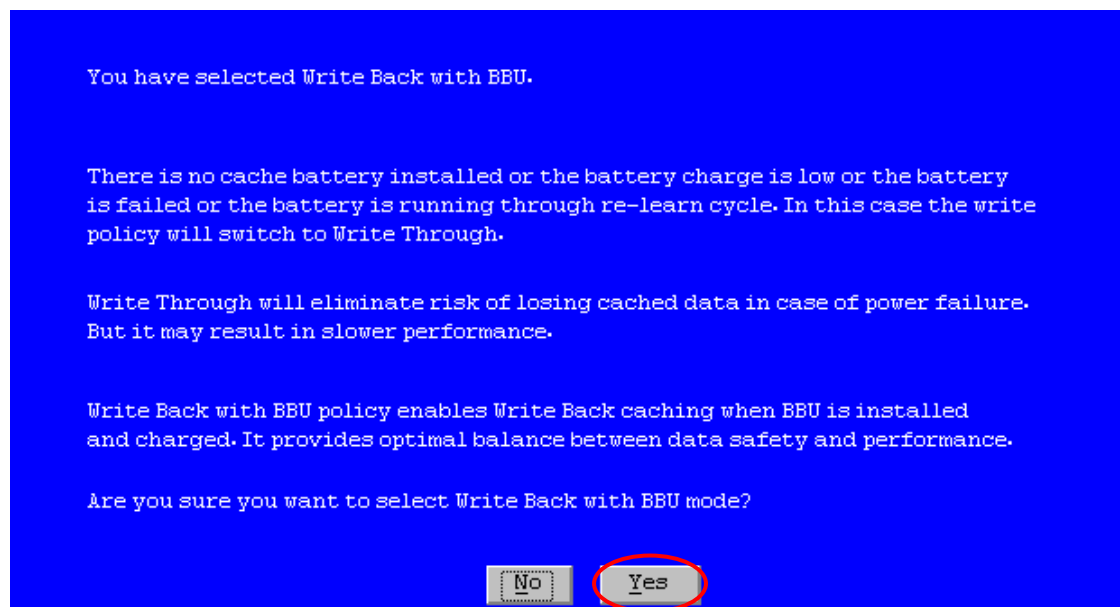 You have selected Write Back with BBU.
There is no cache battery installed or the battery charge is low or the battery
is failed or the battery is running through re-learn cycle. In this case the write
policy will switch to Write Through.
Write Through will eliminate risk of losing cached data in case of power failure.
But it may result in slower performance.
Write Back with BBU policy enables Write Back caching when BBU is installed
and charged. It provides optimal balance between data safety and performance.
Are you sure you want to select Write Back with BBU mode?
No Yes